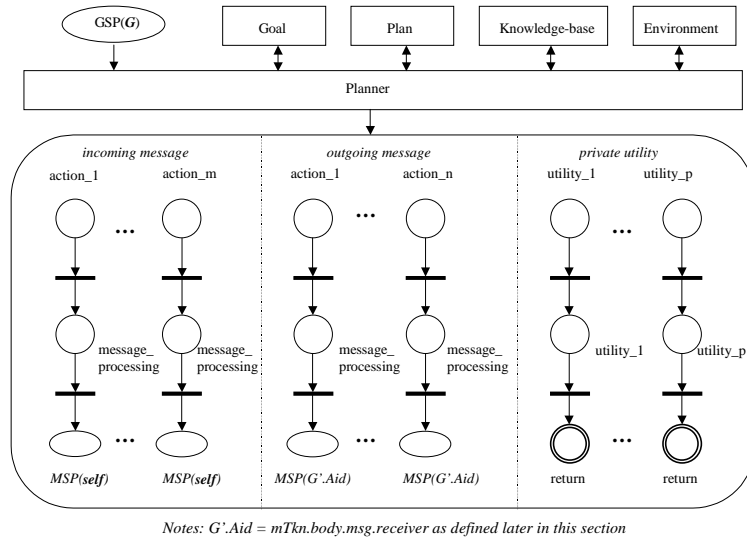 GSP(G)
Goal
Plan
Knowledge-base
Environment
Planner
incoming message
outgoing message
private utility
action_1
action_m
action_1
action_n
utility_1
utility_p
...
...
...
message_
processing
message_
processing
message_
processing
message_
processing
utility_1
utility_p
...
...
...
MSP(self)
MSP(self)
MSP(G'.Aid)
MSP(G'.Aid)
return
return
Notes: G'.Aid = mTkn.body.msg.receiver as defined later in this section